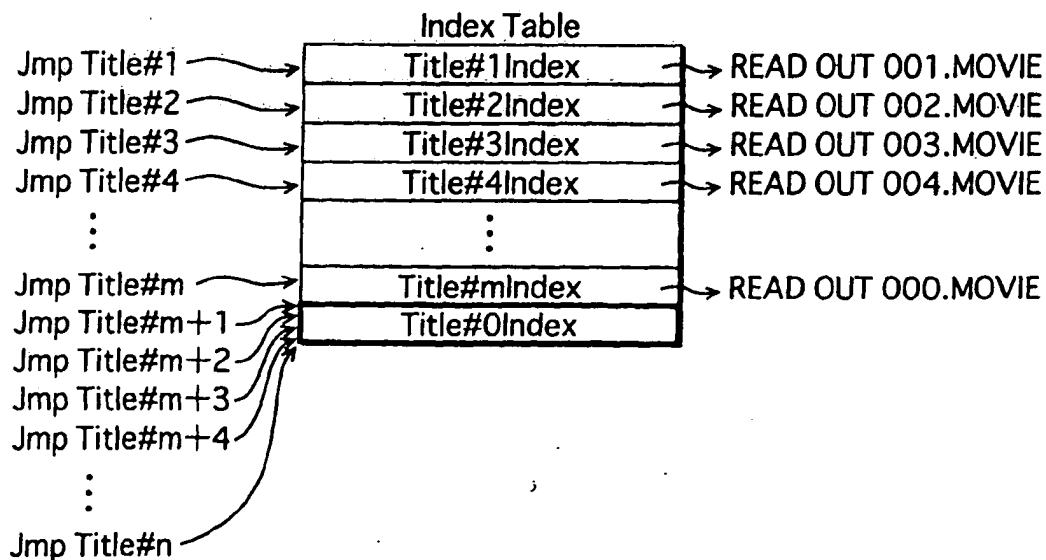 Index Table
Jmp Title#1 Title#1Index READ OUT 001.MOVIE
Jmp Title#2 Title#2Index READ OUT 002.MOVIE
Jmp Title#3 Title#3Index READ OUT 003.MOVIE
Jmp Title#4 Title#4Index READ OUT 004.MOVIE
Jmp Title#m Title#mIndex READ OUT 000.MOVIE
Jmp Title#m+1 Title#0Index
Jmp Title#m+2
Jmp Title#m+3
Jmp Title#m+4
Jmp Title#n